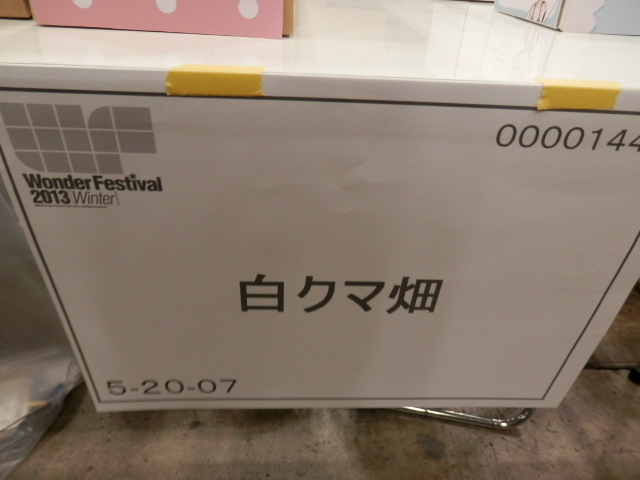 Wonder Festival
2013 Winter
0000144
白クマ畑
5-20-07